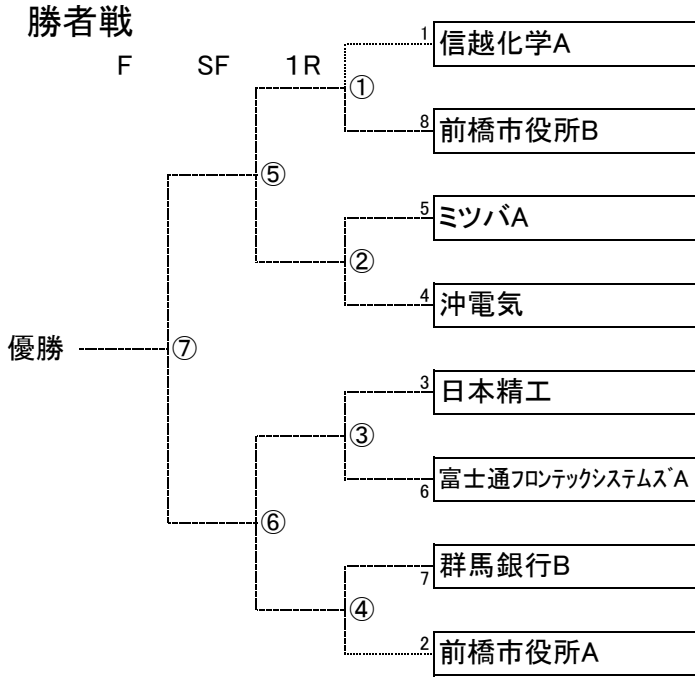 勝者戦
F SF 1R
1 信越化学A
①
8 前橋市役所B
⑤
5 ミツバA
②
4 沖電気
優勝 ⑦
3 日本精工
③
6 富士通フロンテックシステムズA
⑥
7 群馬銀行B
④
2 前橋市役所A